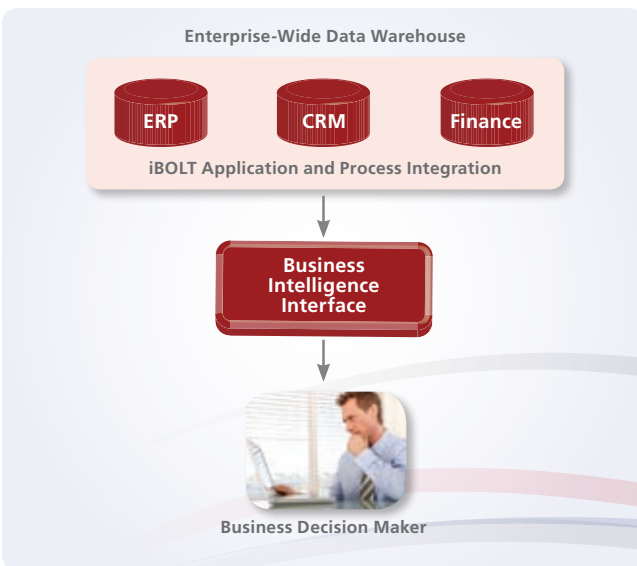 Enterprise-Wide Data Warehouse
ERP
CRM
Finance
iBOLT Application and Process Integration
Business
Intelligence
Interface
Business Decision Maker